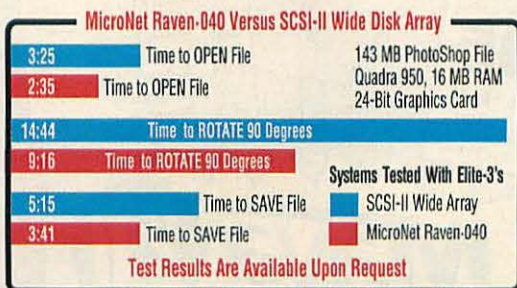 MicroNet Raven-040 Versus SCSI-II Wide Disk Array
3:25 Time to OPEN File
2:35 Time to OPEN File
143 MB PhotoShop File
Quadra 950, 16 MB RAM
24-Bit Graphics Card
14:44 Time to ROTATE 90 Degrees
9:16 Time to ROTATE 90 Degrees
Systems Tested With Elite-3's
SCSI-II Wide Array
MicroNet Raven-040
5:15 Time to SAVE File
3:41 Time to SAVE File
Test Results Are Available Upon Request